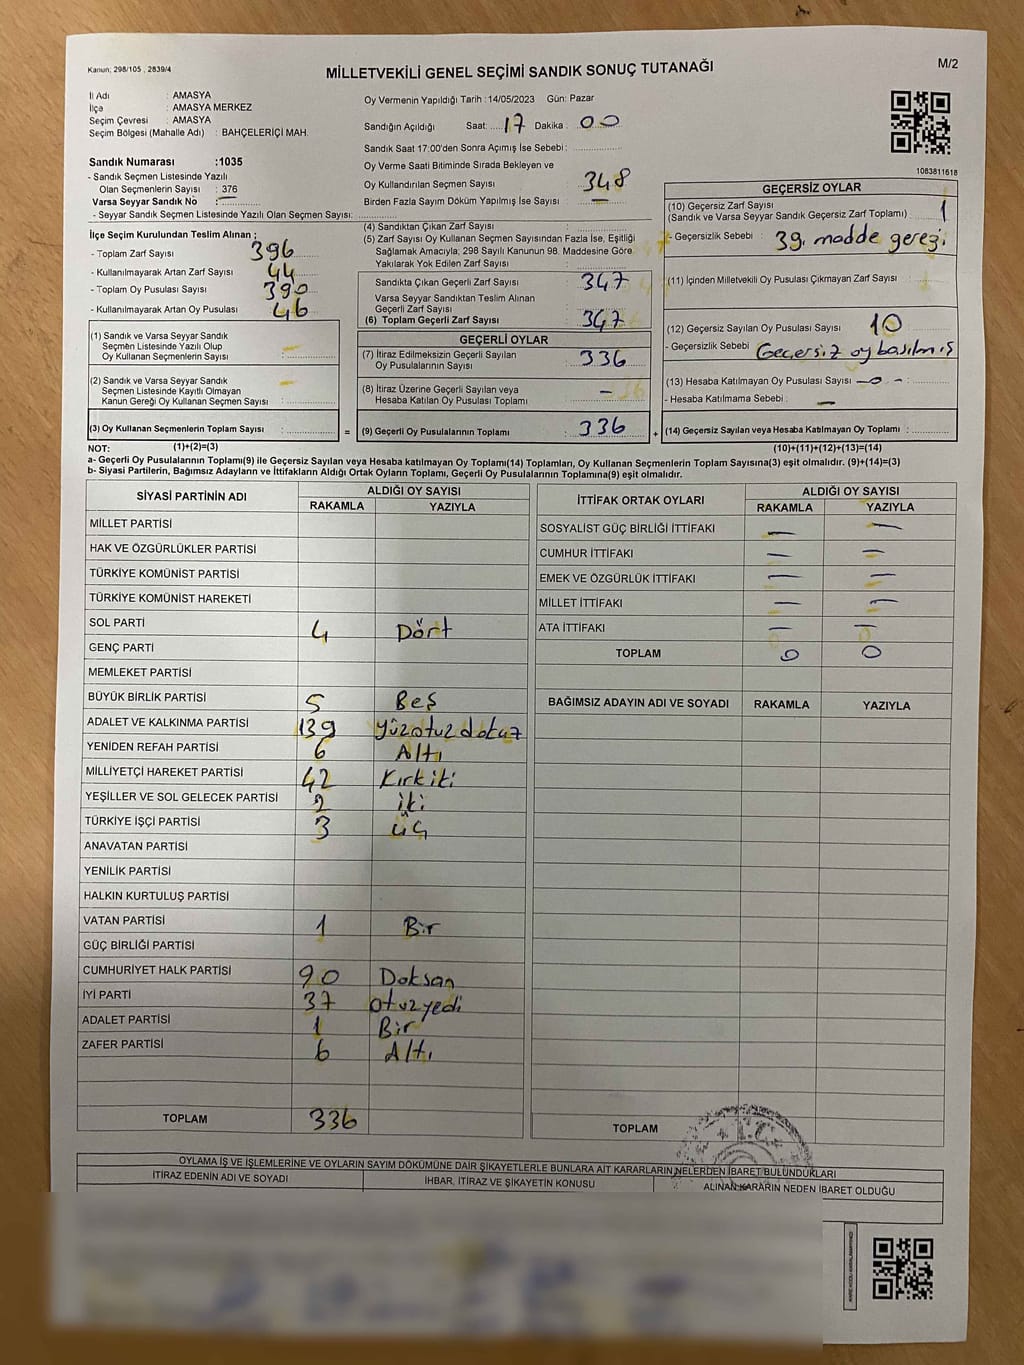 Kanun; 298/105 , 2839/4
MİLLETVEKİLİ GENEL SEÇİMİ SANDIK SONUÇ TUTANAĞI
M/2
İl Adı : AMASYA
İlçe : AMASYA MERKEZ
Seçim Çevresi : AMASYA
Seçim Bölgesi (Mahalle Adı) : BAHÇELERİÇİ MAH.
Sandık Numarası :1035
- Sandık Seçmen Listesinde Yazılı
Olan Seçmenlerin Sayısı : 376
Varsa Seyyar Sandık No : —
- Seyyar Sandık Seçmen Listesinde Yazılı Olan Seçmen Sayısı:
İlçe Seçim Kurulundan Teslim Alınan ;
- Toplam Zarf Sayısı : 396
- Kullanılmayarak Artan Zarf Sayısı : 44
- Toplam Oy Pusulası Sayısı : 390
- Kullanılmayarak Artan Oy Pusulası : 46
Oy Vermenin Yapıldığı Tarih :14/05/2023 Gün: Pazar
Sandığın Açıldığı Saat: 17 Dakika : 00
Sandık Saat 17:00'den Sonra Açımış İse Sebebi :
Oy Verme Saati Bitiminde Sırada Bekleyen ve
Oy Kullandırılan Seçmen Sayısı : 348
Birden Fazla Sayım Döküm Yapılmış İse Sayısı : —
(4) Sandıktan Çıkan Zarf Sayısı :
(5) Zarf Sayısı Oy Kullanan Seçmen Sayısından Fazla İse, Eşitliği
Sağlamak Amacıyla; 298 Sayılı Kanunun 98. Maddesine Göre
Yakılarak Yok Edilen Zarf Sayısı :
Sandıkta Çıkan Geçerli Zarf Sayısı : 347
Varsa Seyyar Sandıktan Teslim Alınan
Geçerli Zarf Sayısı :
(6) Toplam Geçerli Zarf Sayısı : 347
1083811618
GEÇERSİZ OYLAR
(10) Geçersiz Zarf Sayısı
(Sandık ve Varsa Seyyar Sandık Geçersiz Zarf Toplamı) : 1
- Geçersizlik Sebebi : 39. madde gereği
(11) İçinden Milletvekili Oy Pusulası Çıkmayan Zarf Sayısı :
(12) Geçersiz Sayılan Oy Pusulası Sayısı : 10
- Geçersizlik Sebebi : Geçersiz oy basılmış
(13) Hesaba Katılmayan Oy Pusulası Sayısı : -0-
- Hesaba Katılmama Sebebi : —
(14) Geçersiz Sayılan veya Hesaba Katılmayan Oy Toplamı :
(1) Sandık ve Varsa Seyyar Sandık
Seçmen Listesinde Yazılı Olup
Oy Kullanan Seçmenlerin Sayısı : —
(2) Sandık ve Varsa Seyyar Sandık
Seçmen Listesinde Kayıtlı Olmayan
Kanun Gereği Oy Kullanan Seçmen Sayısı : —
(3) Oy Kullanan Seçmenlerin Toplam Sayısı : =
GEÇERLİ OYLAR
(7) İtiraz Edilmeksizin Geçerli Sayılan
Oy Pusulalarının Sayısı : 336
(8) İtiraz Üzerine Geçerli Sayılan veya
Hesaba Katılan Oy Pusulası Toplamı : —
(9) Geçerli Oy Pusulalarının Toplamı : 336 +
NOT: (1)+(2)=(3)
(10)+(11)+(12)+(13)=(14)
a- Geçerli Oy Pusulalarının Toplamı(9) ile Geçersiz Sayılan veya Hesaba katılmayan Oy Toplamı(14) Toplamları, Oy Kullanan Seçmenlerin Toplam Sayısına(3) eşit olmalıdır. (9)+(14)=(3)
b- Siyasi Partilerin, Bağımsız Adayların ve İttifakların Aldığı Ortak Oyların Toplamı, Geçerli Oy Pusulalarının Toplamına(9) eşit olmalıdır.
SİYASİ PARTİNİN ADI ALDIĞI OY SAYISI
RAKAMLA YAZIYLA
MİLLET PARTİSİ
HAK VE ÖZGÜRLÜKLER PARTİSİ
TÜRKİYE KOMÜNİST PARTİSİ
TÜRKİYE KOMÜNİST HAREKETİ
SOL PARTİ 4 Dört
GENÇ PARTİ
MEMLEKET PARTİSİ
BÜYÜK BİRLİK PARTİSİ 5 Beş
ADALET VE KALKINMA PARTİSİ 139 yüzotuzdokuz
YENİDEN REFAH PARTİSİ 6 Altı
MİLLİYETÇİ HAREKET PARTİSİ 42 Kırkiki
YEŞİLLER VE SOL GELECEK PARTİSİ 2 iki
TÜRKİYE İŞÇİ PARTİSİ 3 üç
ANAVATAN PARTİSİ
YENİLİK PARTİSİ
HALKIN KURTULUŞ PARTİSİ
VATAN PARTİSİ 1 Bir
GÜÇ BİRLİĞİ PARTİSİ
CUMHURİYET HALK PARTİSİ 90 Doksan
İYİ PARTİ 37 otuzyedi
ADALET PARTİSİ 1 Bir
ZAFER PARTİSİ 6 Altı
TOPLAM 336
İTTİFAK ORTAK OYLARI ALDIĞI OY SAYISI
RAKAMLA YAZIYLA
SOSYALİST GÜÇ BİRLİĞİ İTTİFAKI — —
CUMHUR İTTİFAKI — —
EMEK VE ÖZGÜRLÜK İTTİFAKI — —
MİLLET İTTİFAKI — —
ATA İTTİFAKI — —
TOPLAM 0 0
BAĞIMSIZ ADAYIN ADI VE SOYADI RAKAMLA YAZIYLA
TOPLAM
T.C.
OYLAMA İŞ VE İŞLEMLERİNE VE OYLARIN SAYIM DÖKÜMÜNE DAİR ŞİKAYETLERLE BUNLARA AİT KARARLARIN NELERDEN İBARET BULUNDUKLARI
İTİRAZ EDENİN ADI VE SOYADI İHBAR, İTİRAZ VE ŞİKAYETİN KONUSU ALINAN KARARIN NEDEN İBARET OLDUĞU